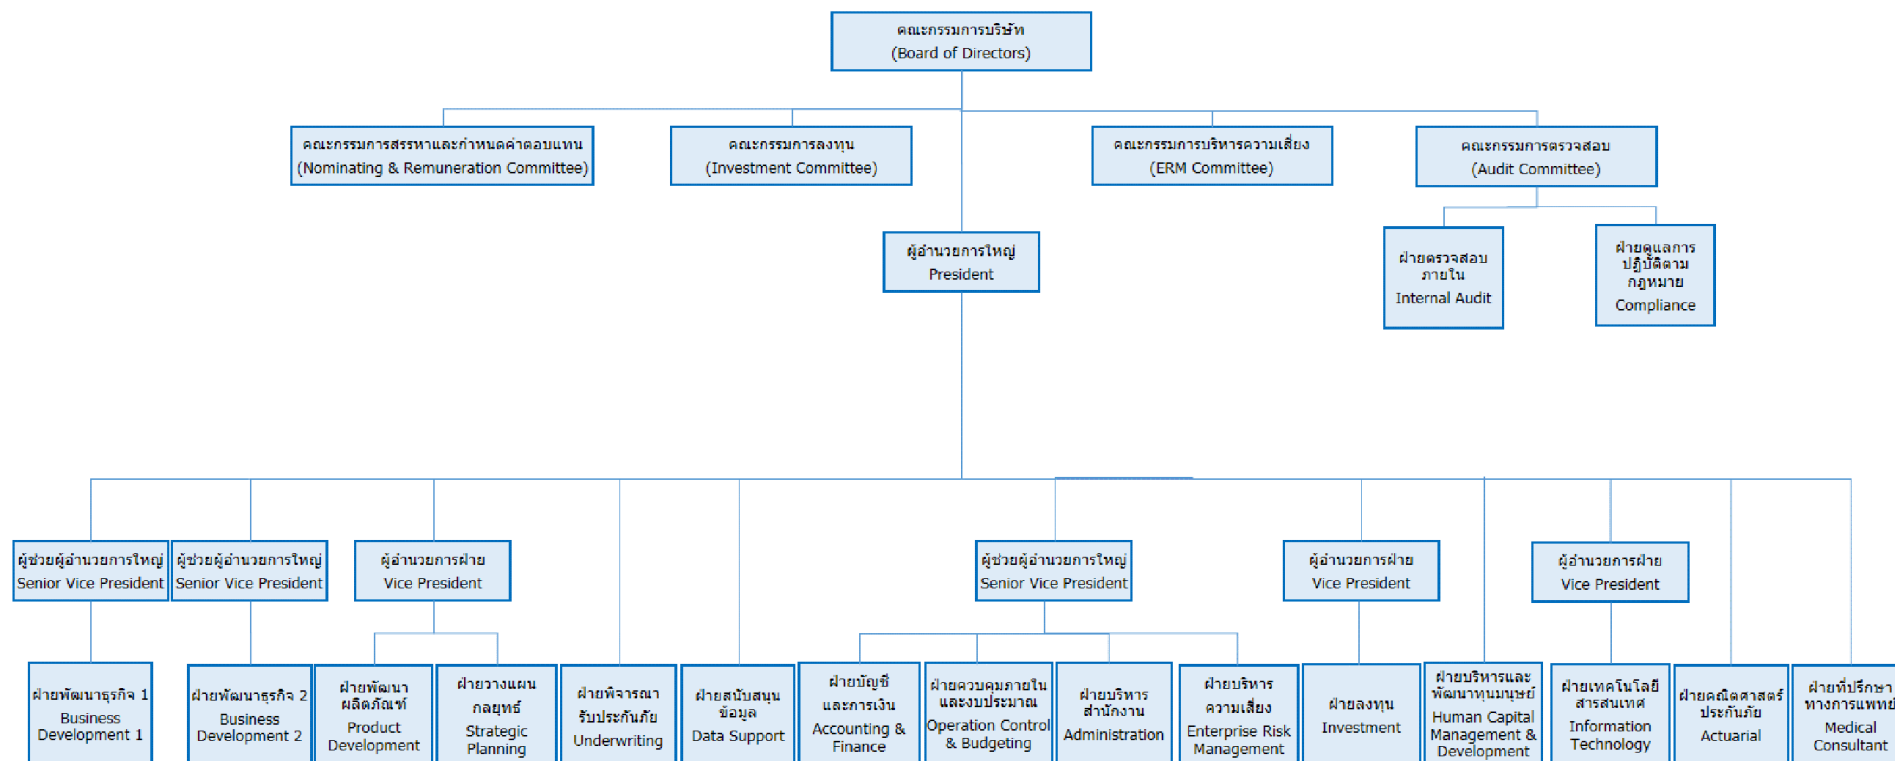 คณะกรรมการบริษัท
(Board of Directors)
คณะกรรมการสรรหาและกำหนดค่าตอบแทน
(Nominating & Remuneration Committee)
คณะกรรมการลงทุน
(Investment Committee)
คณะกรรมการบริหารความเสี่ยง
(ERM Committee)
คณะกรรมการตรวจสอบ
(Audit Committee)
ผู้อำนวยการใหญ่
President
ฝ่ายตรวจสอบ
ภายใน
Internal Audit
ฝ่ายดูแลการ
ปฏิบัติตาม
กฎหมาย
Compliance
ผู้ช่วยผู้อำนวยการใหญ่
Senior Vice President
ผู้ช่วยผู้อำนวยการใหญ่
Senior Vice President
ผู้อำนวยการฝ่าย
Vice President
ผู้ช่วยผู้อำนวยการใหญ่
Senior Vice President
ผู้อำนวยการฝ่าย
Vice President
ผู้อำนวยการฝ่าย
Vice President
ฝ่ายพัฒนาธุรกิจ 1
Business
Development 1
ฝ่ายพัฒนาธุรกิจ 2
Business
Development 2
ฝ่ายพัฒนา
ผลิตภัณฑ์
Product
Development
ฝ่ายวางแผน
กลยุทธ์
Strategic
Planning
ฝ่ายพิจารณา
รับประกันภัย
Underwriting
ฝ่ายสนับสนุน
ข้อมูล
Data Support
ฝ่ายบัญชี
และการเงิน
Accounting &
Finance
ฝ่ายควบคุมภายใน
และงบประมาณ
Operation Control
& Budgeting
ฝ่ายบริหาร
สำนักงาน
Administration
ฝ่ายบริหาร
ความเสี่ยง
Enterprise Risk
Management
ฝ่ายลงทุน
Investment
ฝ่ายบริหารและ
พัฒนาทุนมนุษย์
Human Capital
Management &
Development
ฝ่ายเทคโนโลยี
สารสนเทศ
Information
Technology
ฝ่ายคณิตศาสตร์
ประกันภัย
Actuarial
ฝ่ายที่ปรึกษา
ทางการแพทย์
Medical
Consultant